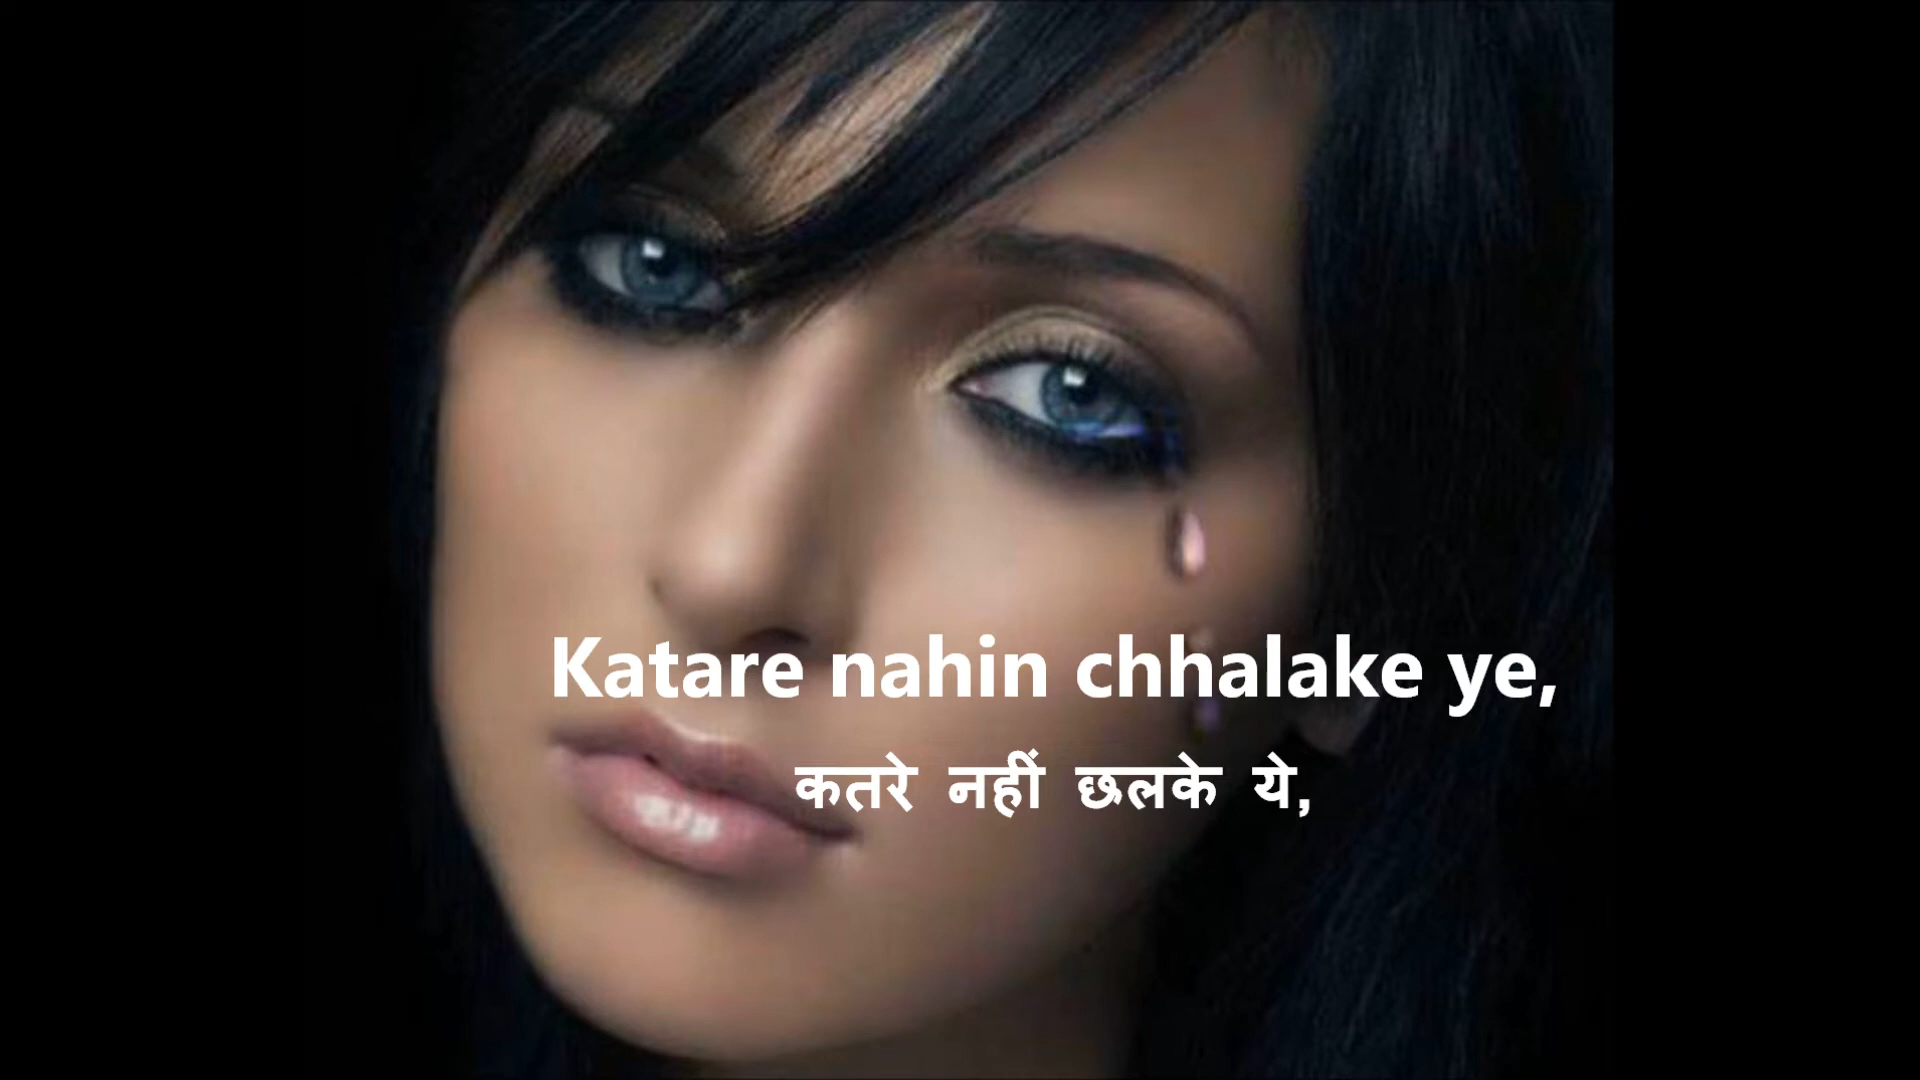 Katare nahin chhalake ye,
कतरे नहीं छलके ये,